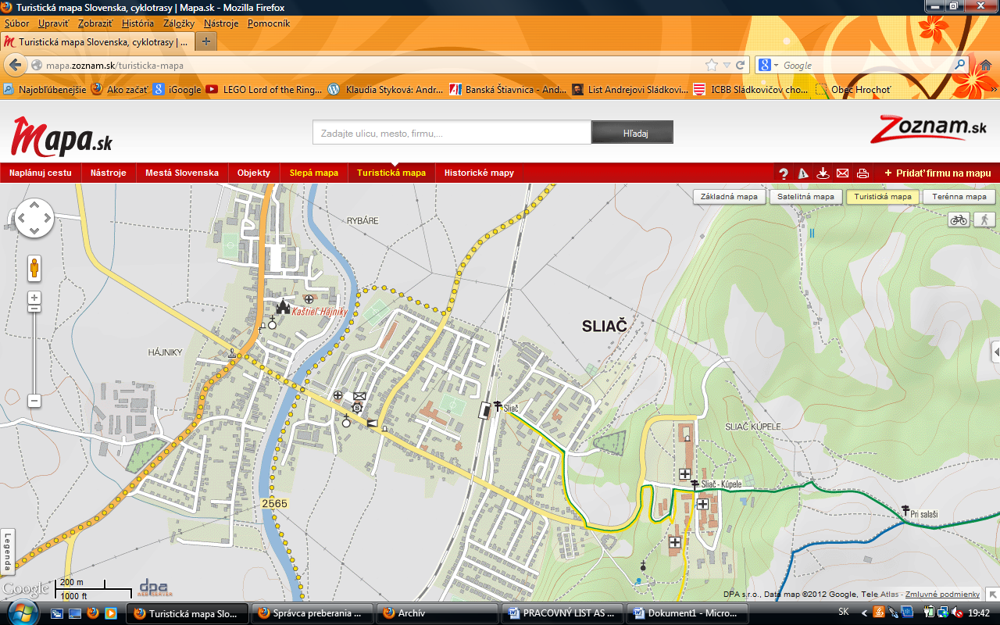 Turistická mapa Slovenska, cyklotrasy | Mapa.sk - Mozilla Firefox
Súbor Upraviť Zobraziť História Záložky Nástroje Pomocník
Turistická mapa Slovenska, cyklotrasy | ...
mapa.zoznam.sk/turisticka-mapa
Google
Najobľúbenejšie Ako začať iGoogle LEGO Lord of the Ring... Klaudia Styková: Andr... Banská Štiavnica - And... List Andrejovi Sládkovi... ICBB Sládkovičov cho... Obec Hrochoť
Mapa.sk
Zadajte ulicu, mesto, firmu,...
Hľadaj
Zoznam.sk
Naplánuj cestu Nástroje Mestá Slovenska Objekty Slepá mapa Turistická mapa Historické mapy
+ Pridať firmu na mapu
Základná mapa Satelitná mapa Turistická mapa Terénna mapa
RYBÁRE
Kaštieľ Hájniky
SLIAČ
HÁJNIKY
Sliač
SLIAČ KÚPELE
Sliač - Kúpele
2565
Pri salaši
Legenda
200 m
1000 ft
Google
dpa
WEB SERVER
DPA s.r.o., Data map ©2012 Google, Tele Atlas - Zmluvné podmienky
Turistická mapa Slo... Správca preberania ... Archív PRACOVNÝ LIST AS ... Dokument1 - Micro...
SK
19:42